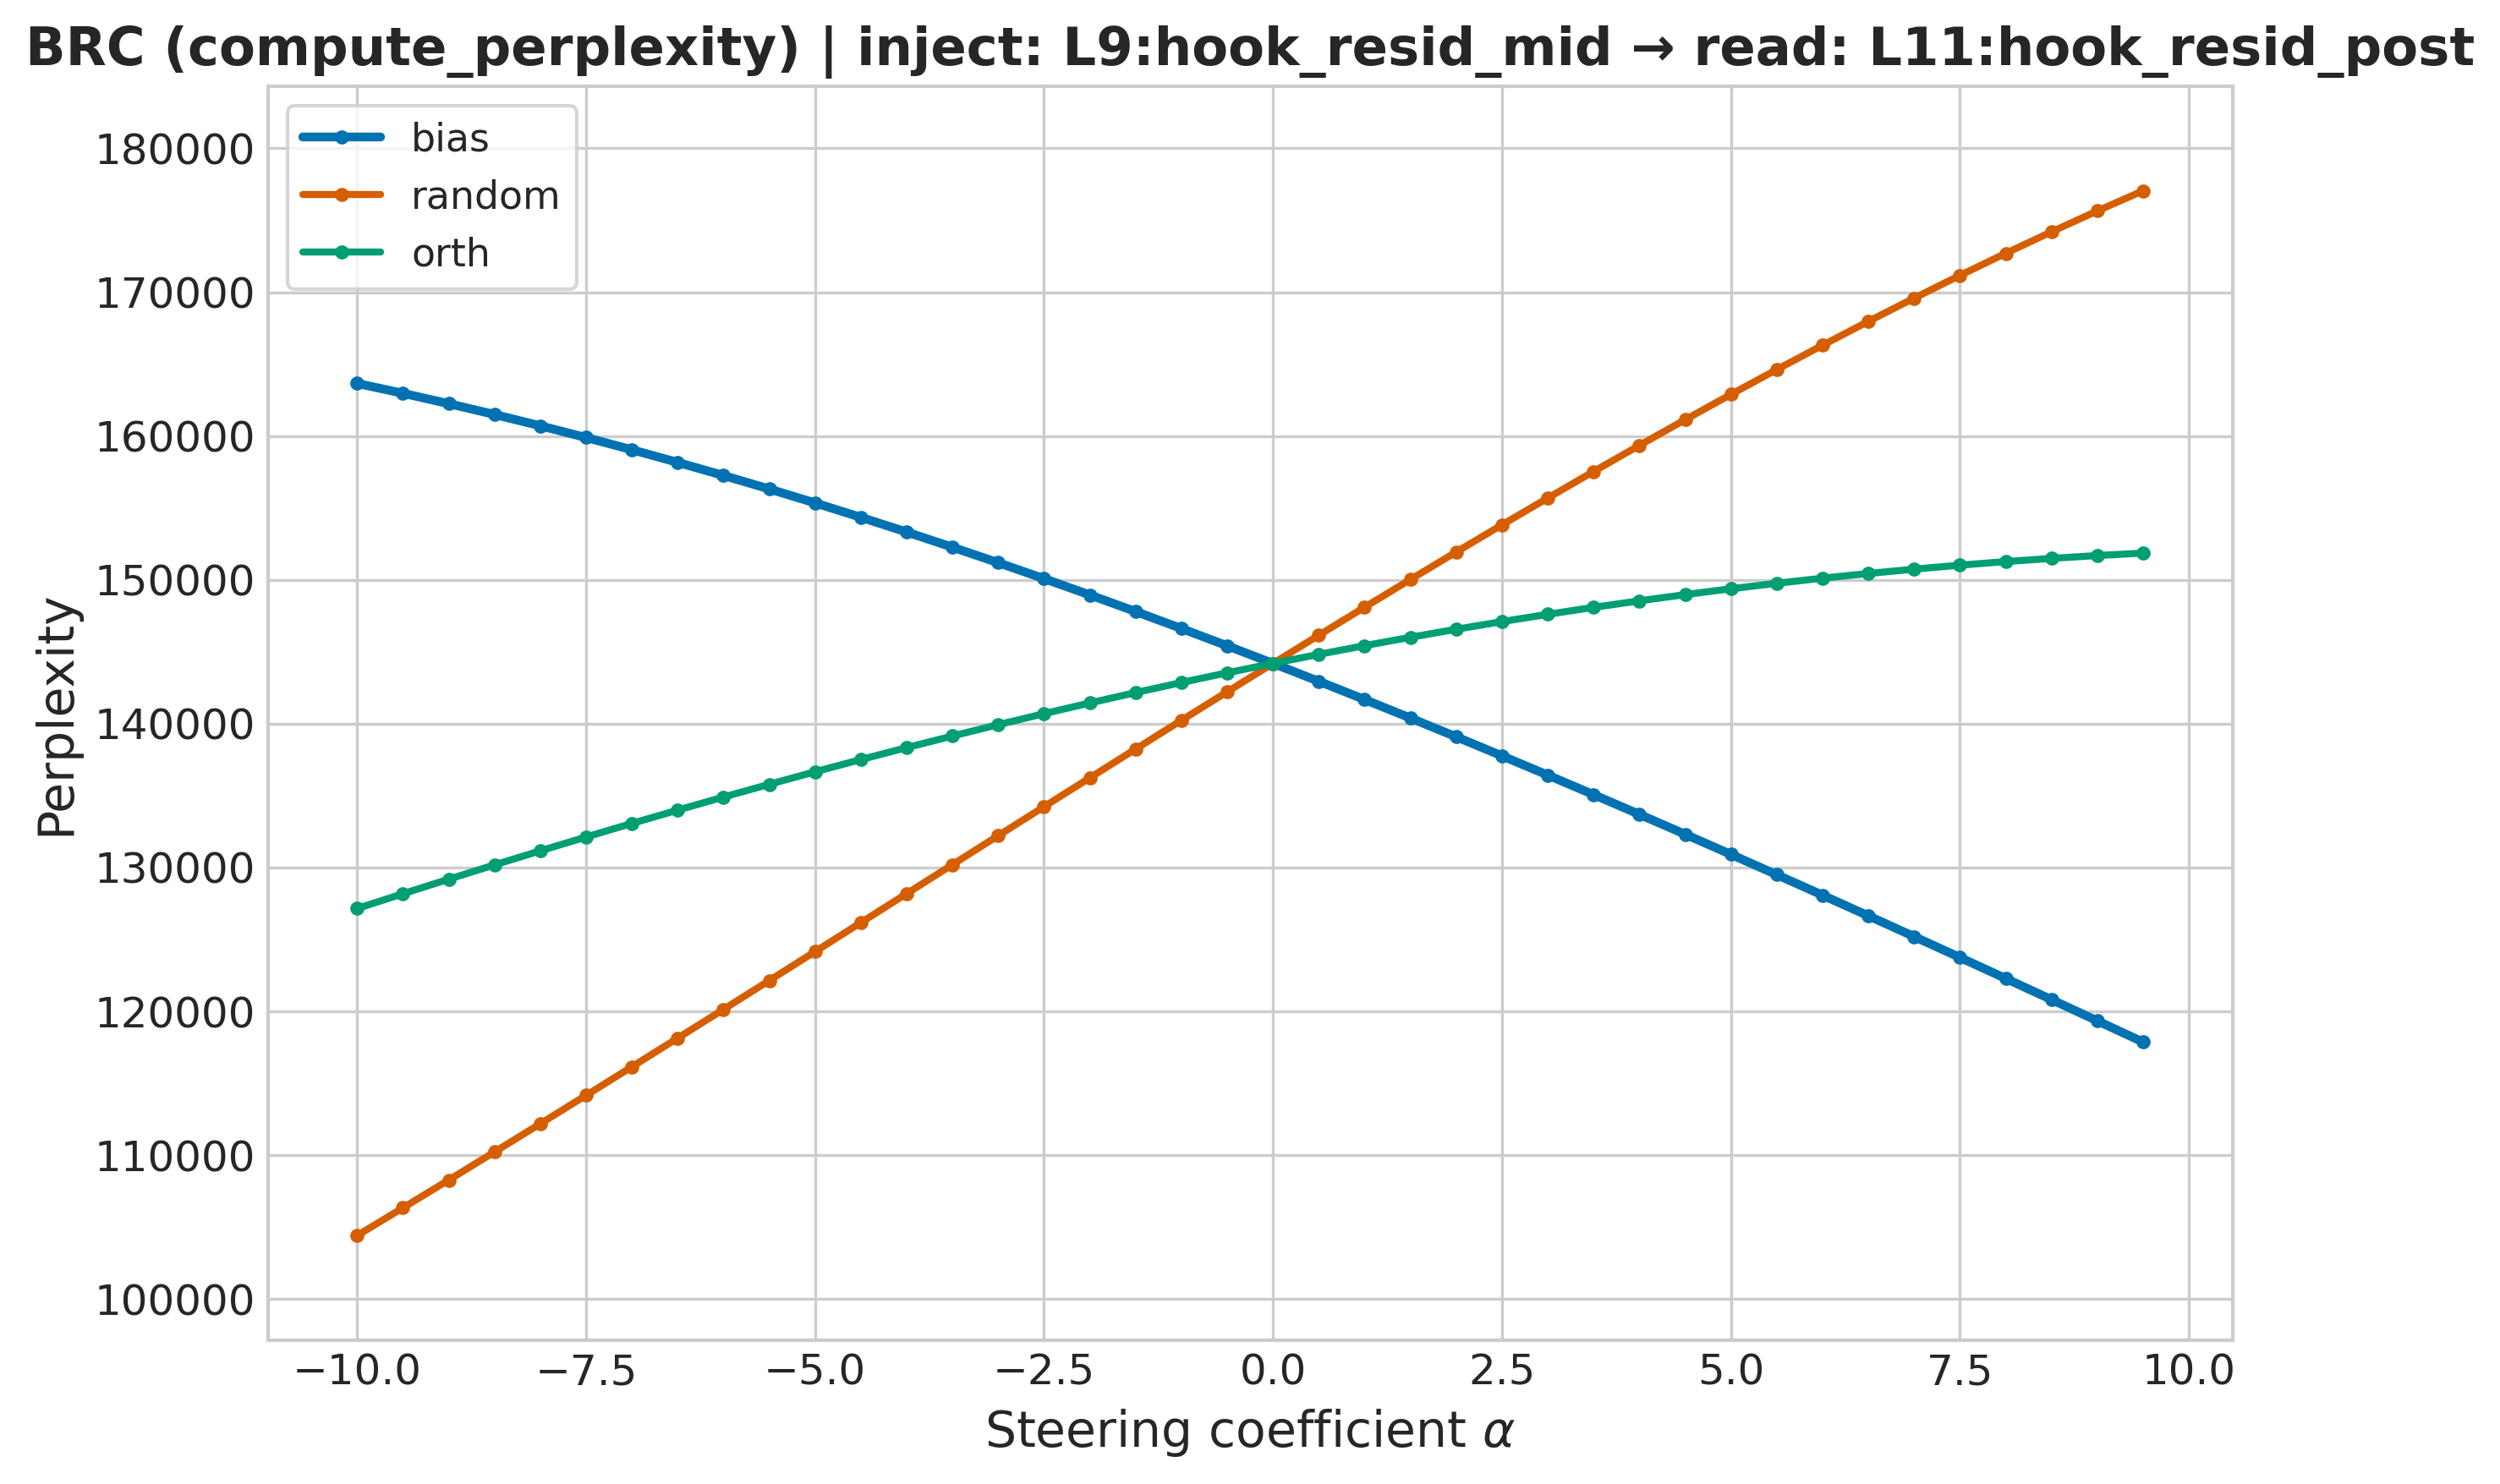 BRC (compute_perplexity) | inject: L9:hook_resid_mid → read: L11:hook_resid_post
bias
random
orth
Perplexity
180000
170000
160000
150000
140000
130000
120000
110000
100000
−10.0 −7.5 −5.0 −2.5 0.0 2.5 5.0 7.5 10.0
Steering coefficient α